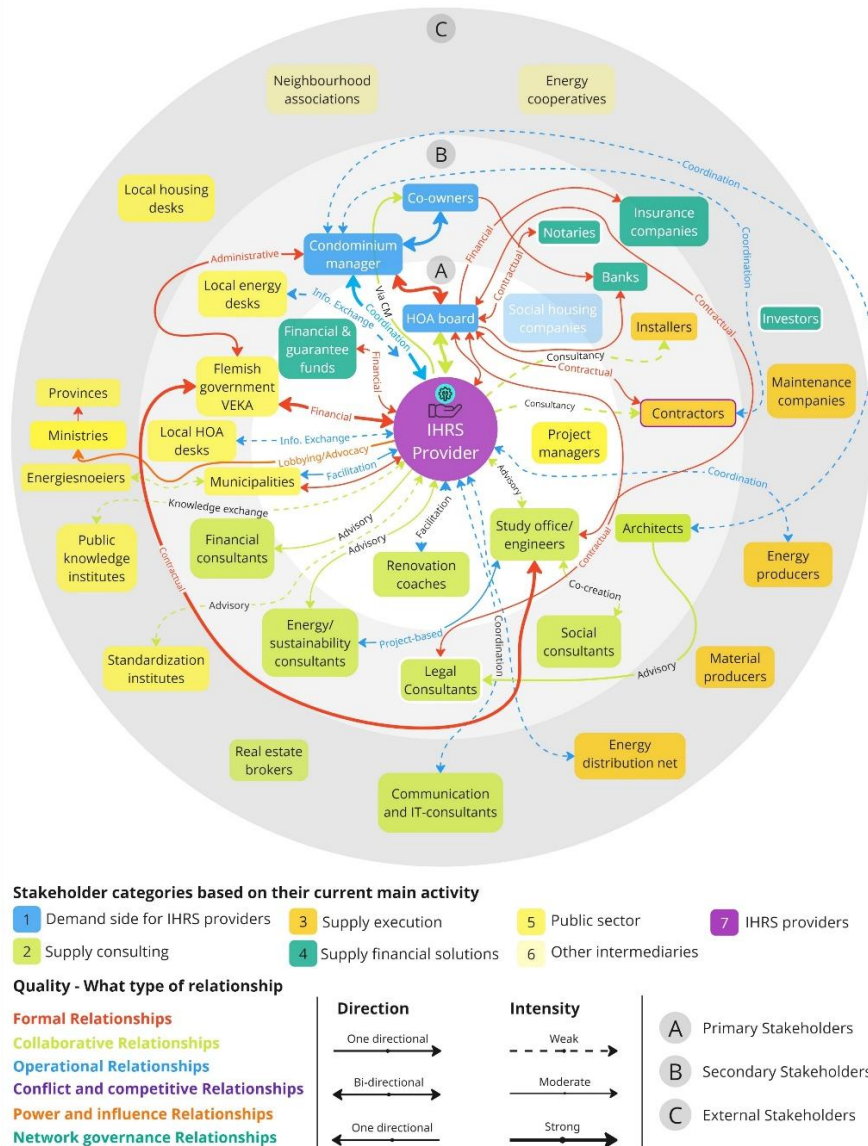 C
Neighbourhood
associations
Energy
cooperatives
B
Coordination
Local housing
desks
Co-owners
Insurance
companies
Notaries
Condominium
manager
Financial
Coordination
Administrative
A
Contractual
Banks
Local energy
desks
Info. Exchange
Coordination
Via CM
HOA board
Social housing
companies
Installers
Investors
Contractual
Financial &
guarantee
funds
Financial
Consultancy
Flemish
government
VEKA
Contractual
Maintenance
companies
Provinces
Financial
Consultancy
Contractors
IHRS
Provider
Ministries
Local HOA
desks
Info. Exchange
Project
managers
Lobbying/Advocacy
Energiesnoeiers
Municipalities
Facilitation
Coordination
Advisory
Knowledge exchange
Public
knowledge
institutes
Contractual
Financial
consultants
Advisory
Advisory
Facilitation
Study office/
engineers
Architects
Energy
producers
Contractual
Renovation
coaches
Advisory
Co-creation
Standardization
institutes
Energy/
sustainability
consultants
Project-based
Coordination
Social
consultants
Legal
Consultants
Advisory
Material
producers
Real estate
brokers
Energy
distribution net
Communication
and IT-consultants
Stakeholder categories based on their current main activity
1 Demand side for IHRS providers
3 Supply execution
5 Public sector
7 IHRS providers
2 Supply consulting
4 Supply financial solutions
6 Other intermediaries
Quality - What type of relationship
Formal Relationships
Collaborative Relationships
Operational Relationships
Conflict and competitive Relationships
Power and influence Relationships
Network governance Relationships
Direction
One directional
Bi-directional
One directional
Intensity
Weak
Moderate
Strong
A Primary Stakeholders
B Secondary Stakeholders
C External Stakeholders